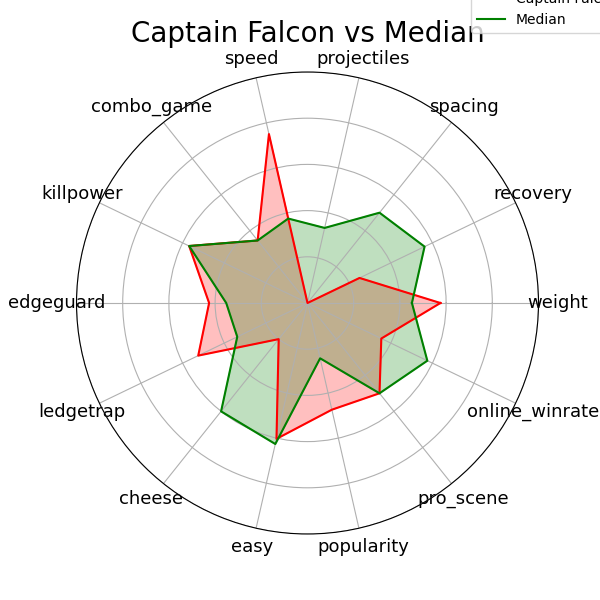 Captain
Median
Captain Falcon vs Median
speed
projectiles
combo_game
spacing
killpower
recovery
edgeguard
weight
ledgetrap
online_winrate
cheese
pro_scene
easy
popularity